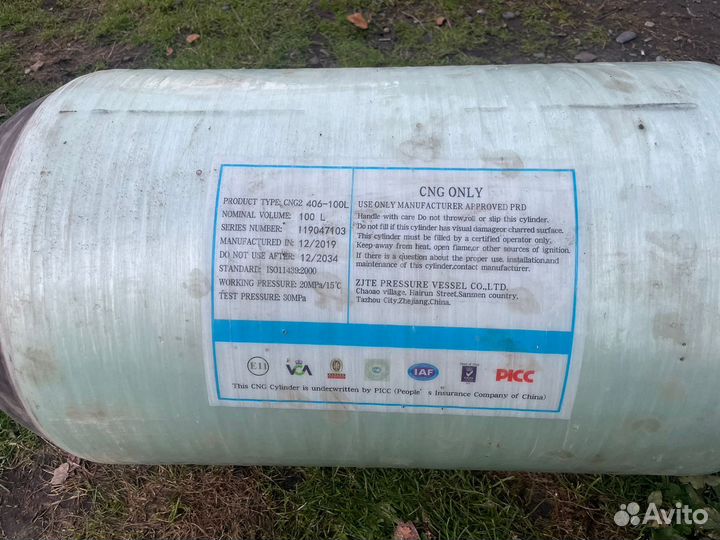 PRODUCT TYPE: CNG2 406-100L
NOMINAL VOLUME: 100 L
SERIES NUMBER: 119047103
MANUFACTURED IN: 12/2019
DO NOT USE AFTER: 12/2034
STANDARD: ISO11439:2000
WORKING PRESSURE: 20MPa/15℃
TEST PRESSURE: 30MPa
CNG ONLY
USE ONLY MANUFACTURER APPROVED PRD
Handle with care Do not throw,roll or slip this cylinder.
Do not fill if this cylinder has visual damageor charred surface.
This cylinder must be filled by a certified operator only.
Keep away from heat, open flame,or other sources of ignition.
If there is a question about the proper use, installation,and
maintenance of this cylinder,contact manufacturer.
ZJTE PRESSURE VESSEL CO.,LTD.
Chaoao village, Hairun Street,Sanmen country,
Taizhou City,Zhejiang,China.
E11
VCA
IAF
PICC
This CNG Cylinder is underwritten by PICC (People's Insurance Company of China)
Avito